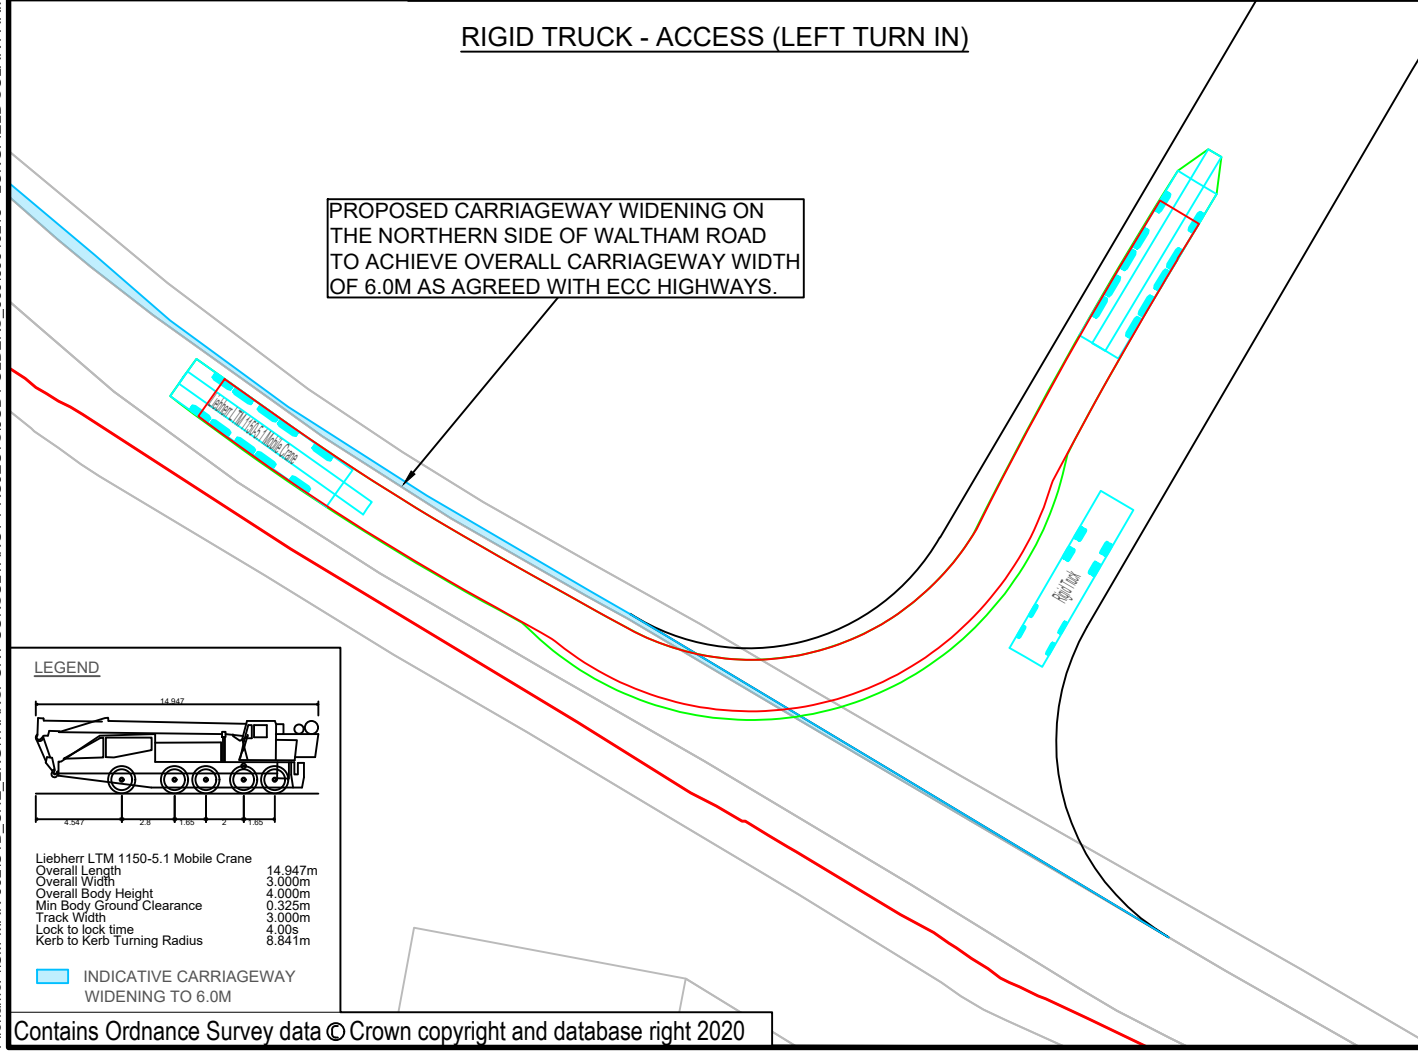 RIGID TRUCK - ACCESS (LEFT TURN IN)
PROPOSED CARRIAGEWAY WIDENING ON
THE NORTHERN SIDE OF WALTHAM ROAD
TO ACHIEVE OVERALL CARRIAGEWAY WIDTH
OF 6.0M AS AGREED WITH ECC HIGHWAYS.
Liebherr LTM 1150-5.1 Mobile Crane
Rigid Truck
LEGEND
14.947
4.547 2.8 1.65 2 1.65
Liebherr LTM 1150-5.1 Mobile Crane
Overall Length 14.947m
Overall Width 3.000m
Overall Body Height 4.000m
Min Body Ground Clearance 0.325m
Track Width 3.000m
Lock to lock time 4.00s
Kerb to Kerb Turning Radius 8.841m
INDICATIVE CARRIAGEWAY
WIDENING TO 6.0M
Contains Ordnance Survey data © Crown copyright and database right 2020